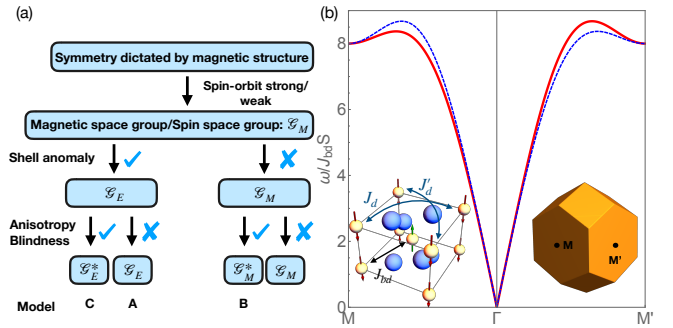 (a)
Symmetry dictated by magnetic structure
Spin-orbit strong/
weak
Magnetic space group/Spin space group: 𝒢_M
Shell anomaly
✓ ✘
𝒢_E 𝒢_M
Anisotropy
Blindness
✓ ✘ ✓ ✘
𝒢*_E 𝒢_E 𝒢*_M 𝒢_M
Model C A B
(b)
ω/J_bd S
8
6
4
2
0
M Γ M'
J_d
J'_d
J_bd
M
M'